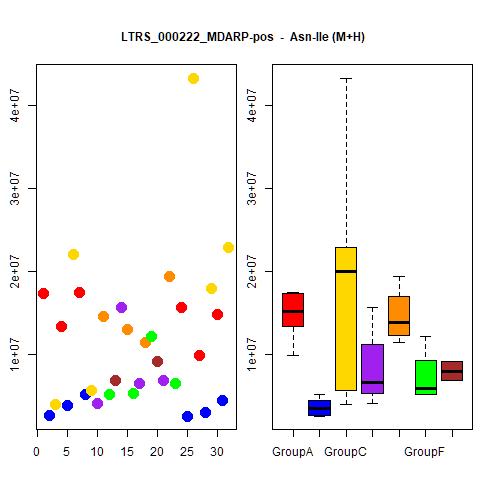 LTRS_000222_MDARP-pos - Asn-Ile (M+H)
4e+07
3e+07
2e+07
1e+07
0 5 10 15 20 25 30
4e+07
3e+07
2e+07
1e+07
GroupA GroupC GroupF